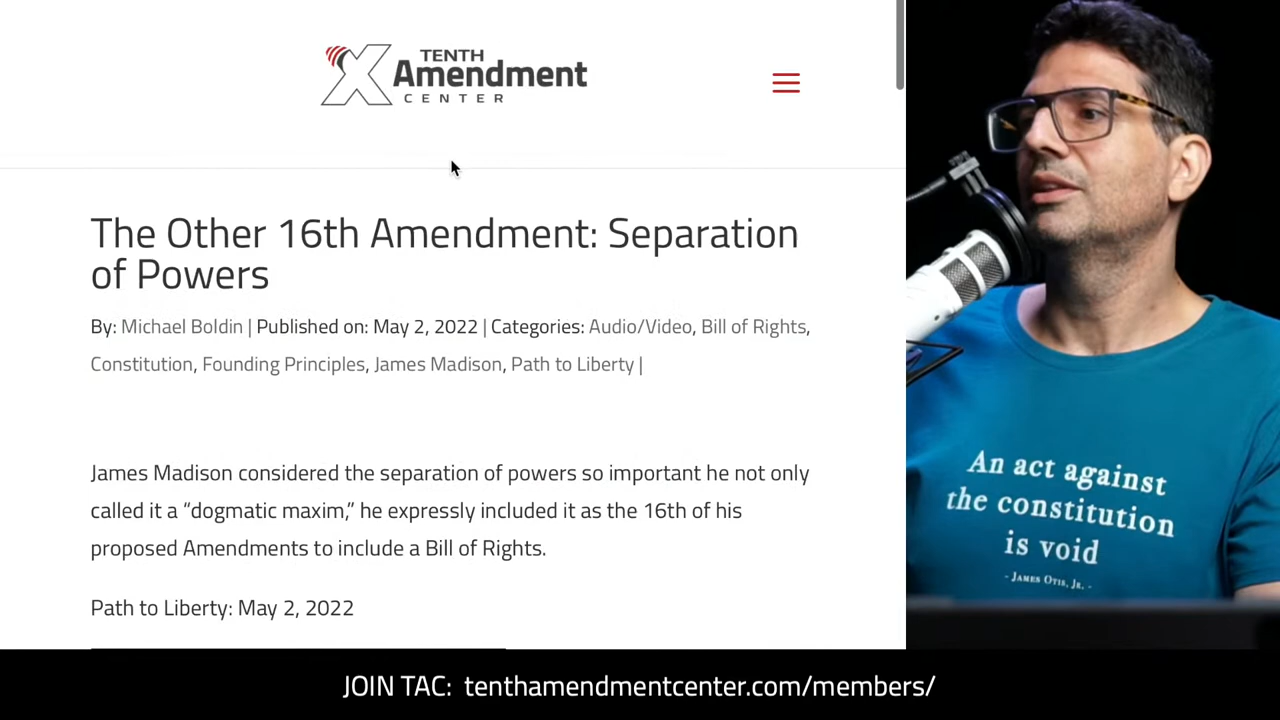 TENTH
Amendment
CENTER
The Other 16th Amendment: Separation
of Powers
By: Michael Boldin | Published on: May 2, 2022 | Categories: Audio/Video, Bill of Rights,
Constitution, Founding Principles, James Madison, Path to Liberty |
James Madison considered the separation of powers so important he not only
called it a “dogmatic maxim,” he expressly included it as the 16th of his
proposed Amendments to include a Bill of Rights.
Path to Liberty: May 2, 2022
An act against
the constitution
is void
- James Otis, Jr. -
JOIN TAC: tenthamendmentcenter.com/members/